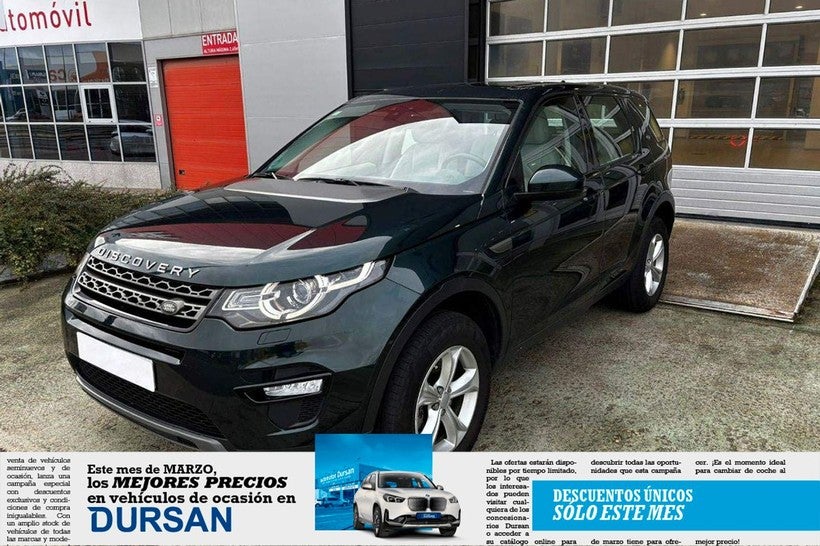 utomóvil
ENTRADA
DISCOVERY
venta de vehículos
seminuevos y de
ocasión, lanza una
campaña especial
con descuentos
exclusivos y condi-
ciones de compra
inigualables. Con
un amplio stock de
vehículos de todas
las marcas y mode-
Este mes de MARZO,
los MEJORES PRECIOS
en vehículos de ocasión en
DURSAN
Dursan
Las ofertas estarán dispo-
nibles por tiempo limitado,
por lo que
los interesa-
dos pueden
visitar cual-
quiera de los
concesiona-
rios Dursan
o acceder a
su catálogo online para
descubrir todas las oportu-
nidades que esta campaña
de marzo tiene para ofre-
cer. ¡Es el momento ideal
para cambiar de coche al
mejor precio!
DESCUENTOS ÚNICOS
SÓLO ESTE MES